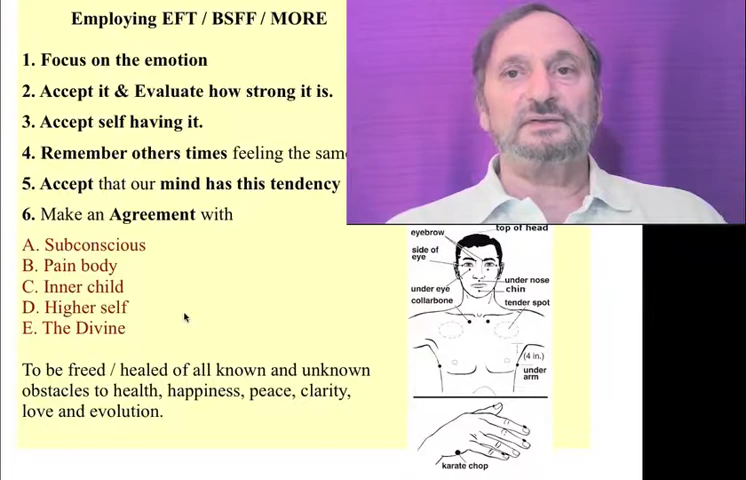 Employing EFT / BSFF / MORE
1. Focus on the emotion
2. Accept it & Evaluate how strong it is.
3. Accept self having it.
4. Remember others times feeling the sam
5. Accept that our mind has this tendency
6. Make an Agreement with
A. Subconscious
B. Pain body
C. Inner child
D. Higher self
E. The Divine
To be freed / healed of all known and unknown
obstacles to health, happiness, peace, clarity,
love and evolution.
top of head
eyebrow
side of
eye
under eye
under nose
chin
collarbone
tender spot
(4 in.)
under
arm
karate chop